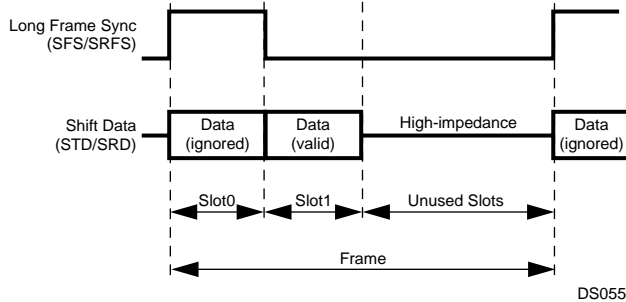 Long Frame Sync
(SFS/SRFS)
Shift Data
(STD/SRD)
Data
(ignored)
Data
(valid)
High-impedance
Data
(ignored)
Slot0
Slot1
Unused Slots
Frame
DS055